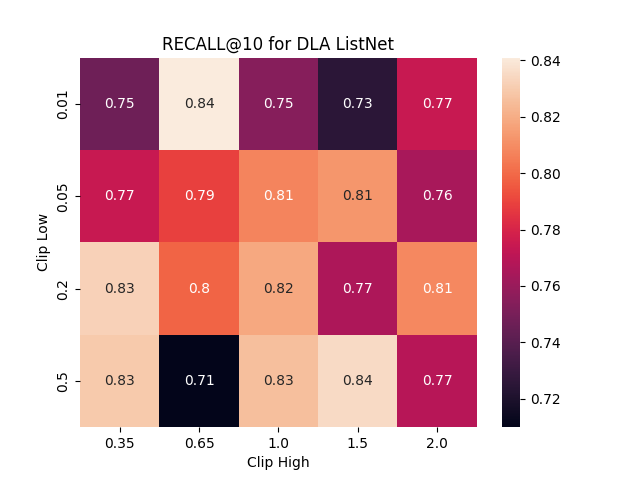 RECALL@10 for DLA ListNet
0.01 0.75 0.84 0.75 0.73 0.77
0.05 0.77 0.79 0.81 0.81 0.76
0.2 0.83 0.8 0.82 0.77 0.81
0.5 0.83 0.71 0.83 0.84 0.77
0.35 0.65 1.0 1.5 2.0
Clip High
Clip Low
0.84
0.82
0.80
0.78
0.76
0.74
0.72